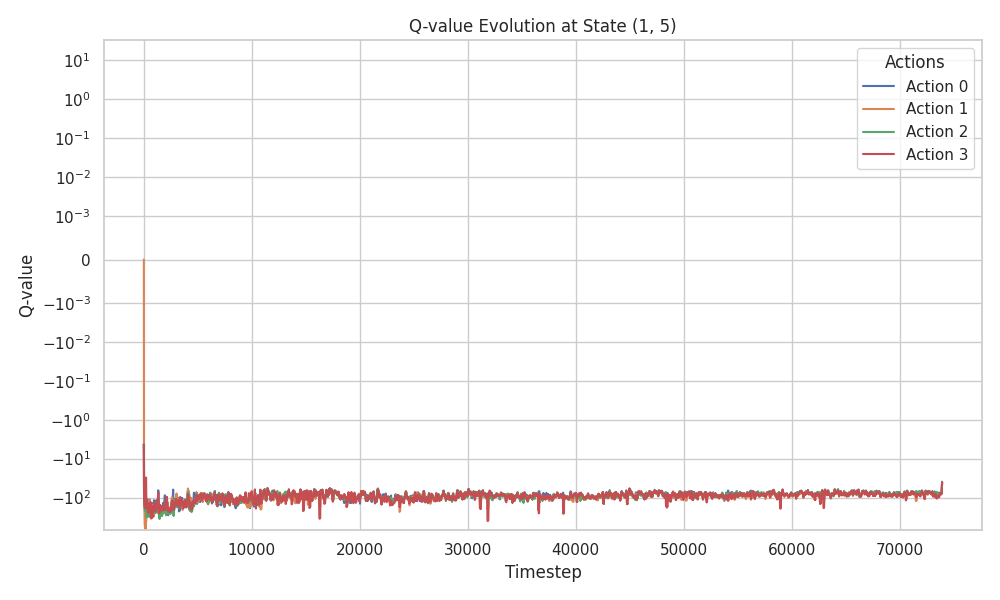 Q-value Evolution at State (1, 5)
Q-value
10¹
10⁰
10⁻¹
10⁻²
10⁻³
0
−10⁻³
−10⁻²
−10⁻¹
−10⁰
−10¹
−10²
Actions
Action 0
Action 1
Action 2
Action 3
0 10000 20000 30000 40000 50000 60000 70000
Timestep